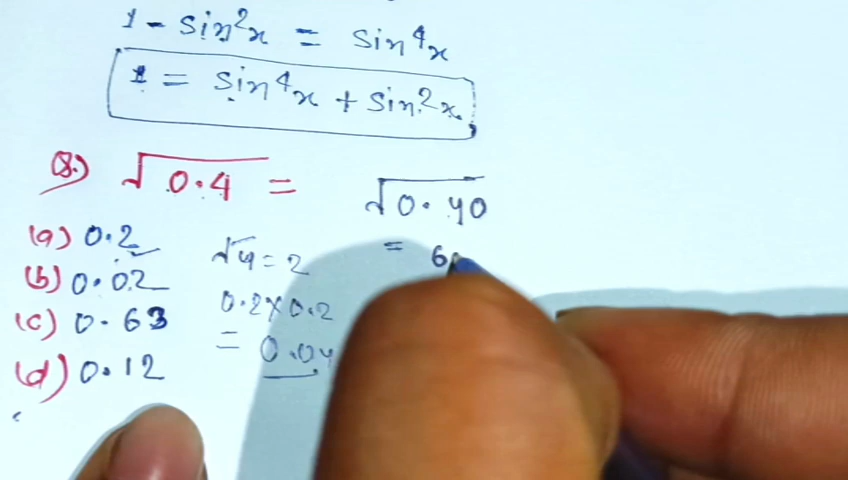 1 - sin²x = sin⁴x
1 = sin⁴x + sin²x
Q.) √0.4 =
(a) 0.2
(b) 0.02
(c) 0.63
(d) 0.12
√4 = 2
0.2×0.2
= 0.04
√0.40
= 6